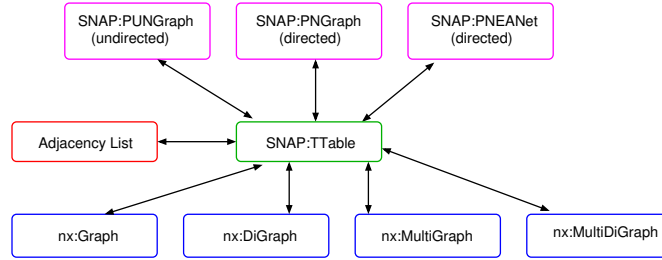 SNAP:PUNGraph
(undirected)
SNAP:PNGraph
(directed)
SNAP:PNEANet
(directed)
Adjacency List
SNAP:TTable
nx:Graph
nx:DiGraph
nx:MultiGraph
nx:MultiDiGraph